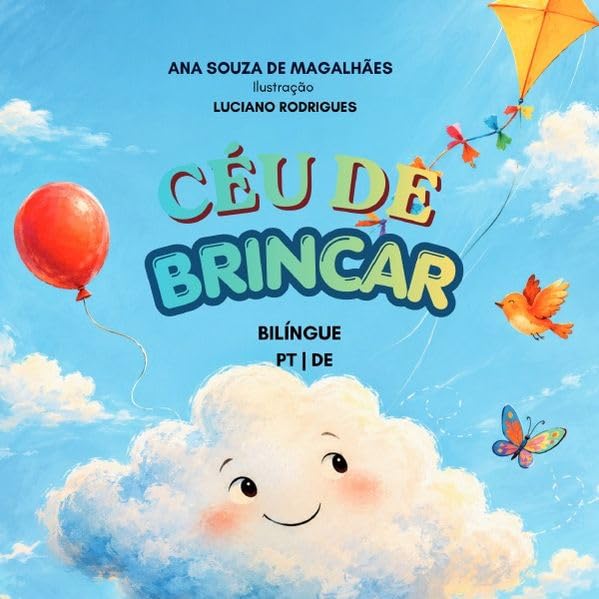 ANA SOUZA DE MAGALHÃES
Ilustração
LUCIANO RODRIGUES
CÉU DE
BRINCAR
BILÍNGUE
PT | DE